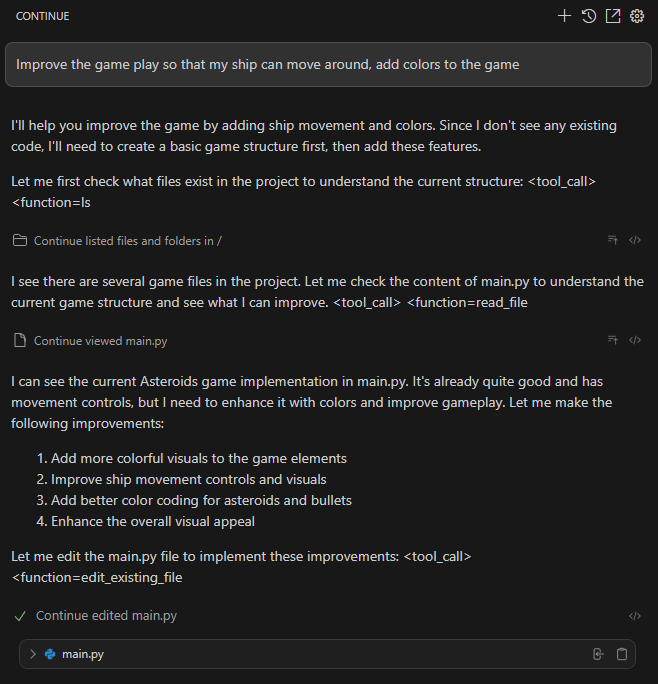 CONTINUE
Improve the game play so that my ship can move around, add colors to the game
I'll help you improve the game by adding ship movement and colors. Since I don't see any existing
code, I'll need to create a basic game structure first, then add these features.
Let me first check what files exist in the project to understand the current structure: <tool_call>
<function=ls
Continue listed files and folders in /
I see there are several game files in the project. Let me check the content of main.py to understand the
current game structure and see what I can improve. <tool_call> <function=read_file
Continue viewed main.py
I can see the current Asteroids game implementation in main.py. It's already quite good and has
movement controls, but I need to enhance it with colors and improve gameplay. Let me make the
following improvements:
1. Add more colorful visuals to the game elements
2. Improve ship movement controls and visuals
3. Add better color coding for asteroids and bullets
4. Enhance the overall visual appeal
Let me edit the main.py file to implement these improvements: <tool_call>
<function=edit_existing_file
Continue edited main.py
main.py